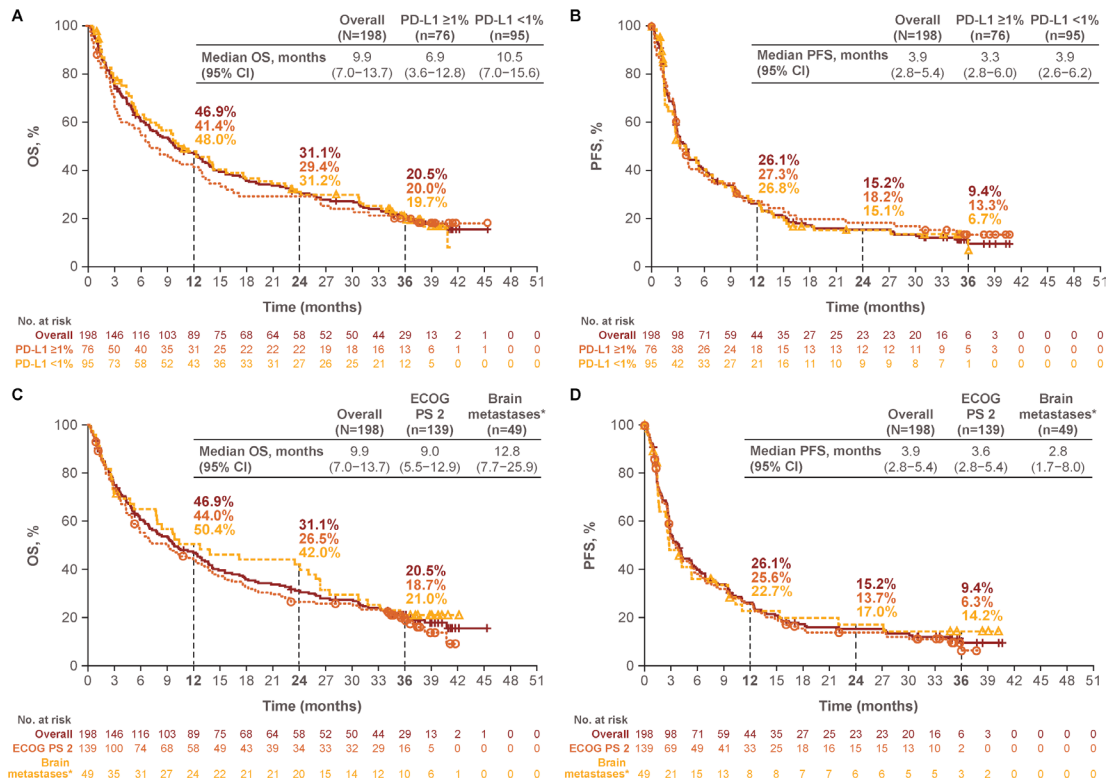 A
Overall PD-L1 ≥1% PD-L1 <1%
(N=198) (n=76) (n=95)
Median OS, months 9.9 6.9 10.5
(95% CI) (7.0–13.7) (3.6–12.8) (7.0–15.6)
100
80
60
40
20
0
OS, %
46.9%
41.4%
48.0%
31.1%
29.4%
31.2%
20.5%
20.0%
19.7%
0 3 6 9 12 15 18 21 24 27 30 33 36 39 42 45 48 51
Time (months)
No. at risk
Overall 198 146 116 103 89 75 68 64 58 52 50 44 29 13 2 1 0 0
PD-L1 ≥1% 76 50 40 35 31 25 22 22 22 19 18 16 13 6 1 1 0 0
PD-L1 <1% 95 73 58 52 43 36 33 31 27 26 25 21 12 5 0 0 0 0
B
Overall PD-L1 ≥1% PD-L1 <1%
(N=198) (n=76) (n=95)
Median PFS, months 3.9 3.3 3.9
(95% CI) (2.8–5.4) (2.8–6.0) (2.6–6.2)
100
80
60
40
20
0
PFS, %
26.1%
27.3%
26.8%
15.2%
18.2%
15.1%
9.4%
13.3%
6.7%
0 3 6 9 12 15 18 21 24 27 30 33 36 39 42 45 48 51
Time (months)
No. at risk
Overall 198 98 71 59 44 35 27 25 23 23 20 16 6 3 0 0 0 0
PD-L1 ≥1% 76 38 26 24 18 15 13 13 12 12 11 9 5 3 0 0 0 0
PD-L1 <1% 95 42 33 27 21 16 11 10 9 9 8 7 1 0 0 0 0 0
C
Overall ECOG PS 2 Brain metastases*
(N=198) (n=139) (n=49)
Median OS, months 9.9 9.0 12.8
(95% CI) (7.0–13.7) (5.5–12.9) (7.7–25.9)
100
80
60
40
20
0
OS, %
46.9%
44.0%
50.4%
31.1%
26.5%
42.0%
20.5%
18.7%
21.0%
0 3 6 9 12 15 18 21 24 27 30 33 36 39 42 45 48 51
Time (months)
No. at risk
Overall 198 146 116 103 89 75 68 64 58 52 50 44 29 13 2 1 0 0
ECOG PS 2 139 100 74 68 58 49 43 39 34 33 32 29 16 5 0 0 0 0
Brain
metastases* 49 35 31 27 24 22 21 21 20 15 14 12 10 6 1 0 0 0
D
Overall ECOG PS 2 Brain metastases*
(N=198) (n=139) (n=49)
Median PFS, months 3.9 3.6 2.8
(95% CI) (2.8–5.4) (2.8–5.4) (1.7–8.0)
100
80
60
40
20
0
PFS, %
26.1%
25.6%
22.7%
15.2%
13.7%
17.0%
9.4%
6.3%
14.2%
0 3 6 9 12 15 18 21 24 27 30 33 36 39 42 45 48 51
Time (months)
No. at risk
Overall 198 98 71 59 44 35 27 25 23 23 20 16 6 3 0 0 0 0
ECOG PS 2 139 69 49 41 33 25 18 16 15 15 13 10 2 0 0 0 0 0
Brain
metastases* 49 21 15 13 8 8 7 7 6 6 5 5 3 2 0 0 0 0